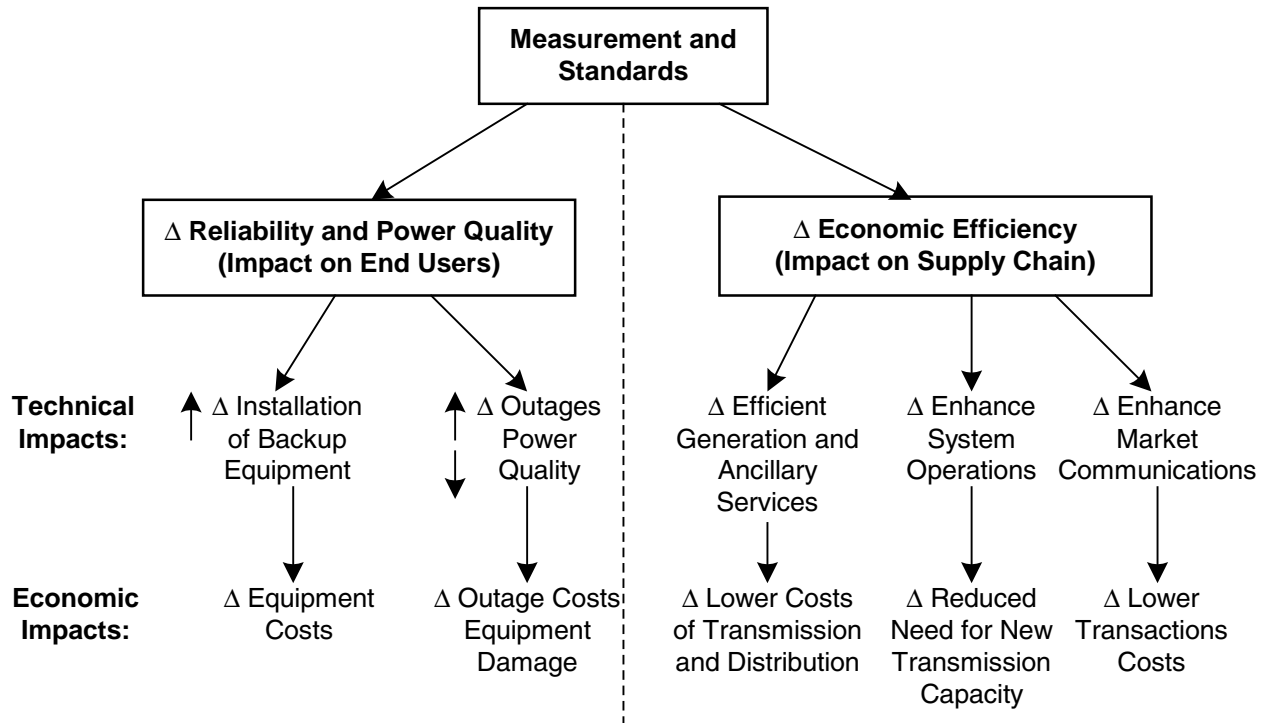 Measurement and
Standards
Δ Reliability and Power Quality
(Impact on End Users)
Δ Economic Efficiency
(Impact on Supply Chain)
Technical
Impacts:
Δ Installation
of Backup
Equipment
Δ Outages
Power
Quality
Δ Efficient
Generation and
Ancillary
Services
Δ Enhance
System
Operations
Δ Enhance
Market
Communications
Economic
Impacts:
Δ Equipment
Costs
Δ Outage Costs
Equipment
Damage
Δ Lower Costs
of Transmission
and Distribution
Δ Reduced
Need for New
Transmission
Capacity
Δ Lower
Transactions
Costs